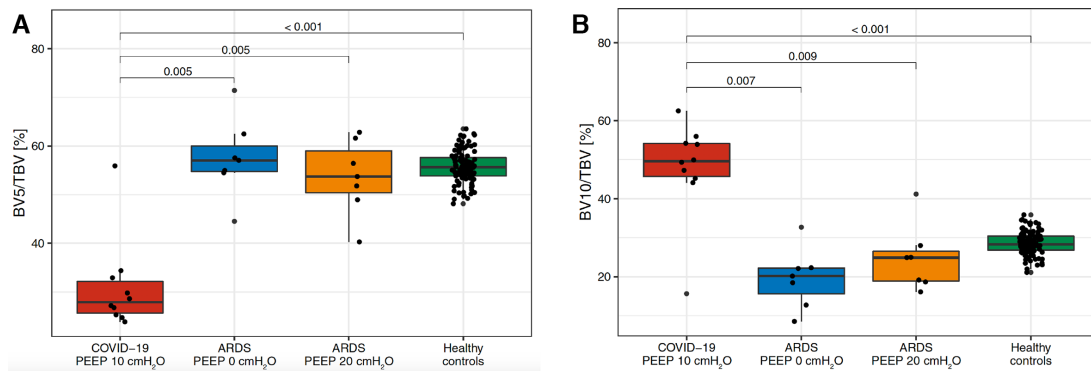 A
BV5/TBV [%]
80
60
40
< 0.001
0.005
0.005
COVID−19
PEEP 10 cmH₂O
ARDS
PEEP 0 cmH₂O
ARDS
PEEP 20 cmH₂O
Healthy
controls
B
BV10/TBV [%]
80
60
40
20
< 0.001
0.009
0.007
COVID−19
PEEP 10 cmH₂O
ARDS
PEEP 0 cmH₂O
ARDS
PEEP 20 cmH₂O
Healthy
controls